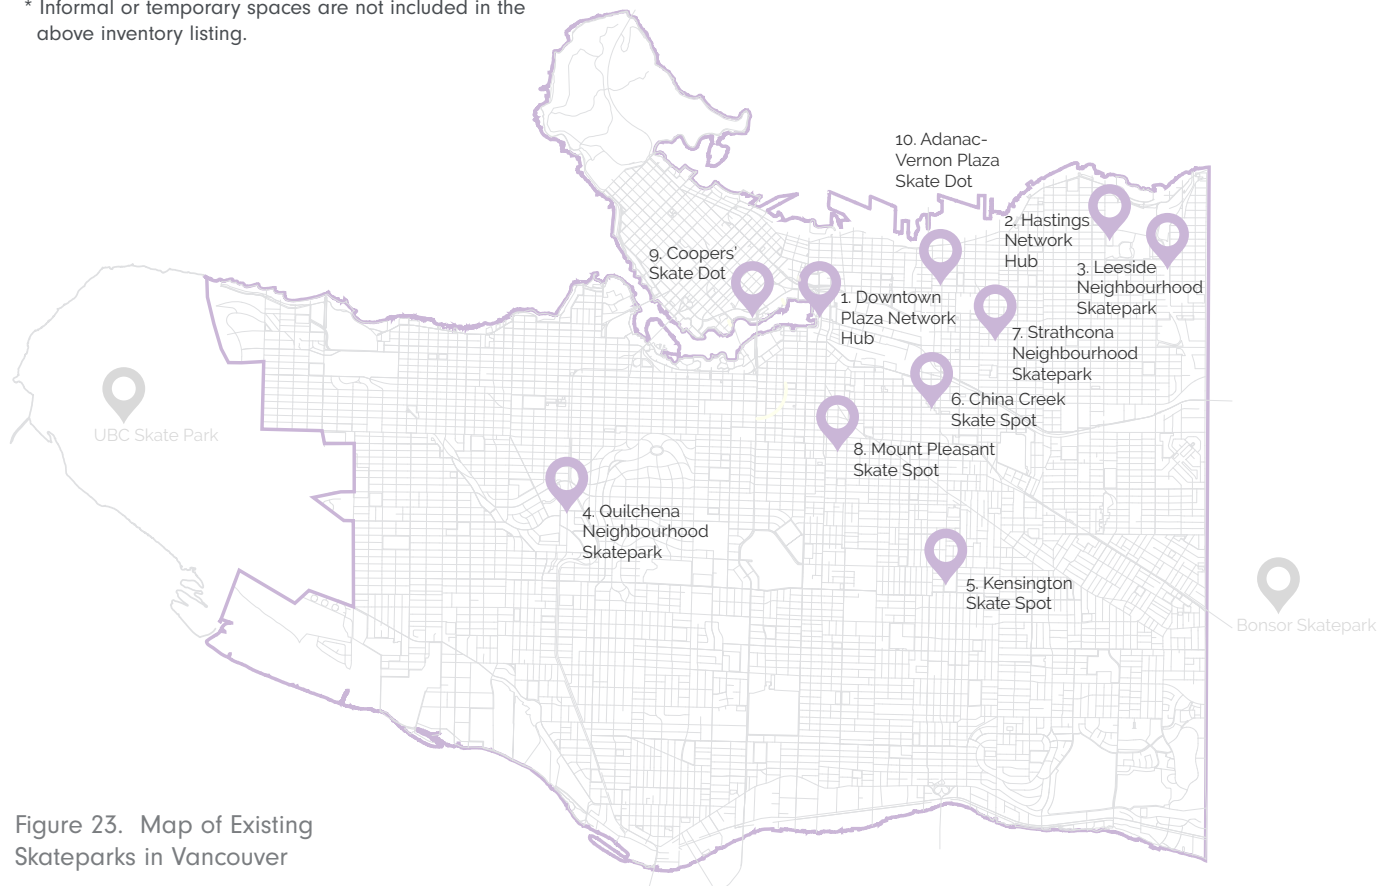 * Informal or temporary spaces are not included in the
above inventory listing.
10. Adanac-
Vernon Plaza
Skate Dot
2. Hastings
Network
Hub
9. Coopers'
Skate Dot
3. Leeside
Neighbourhood
Skatepark
1. Downtown
Plaza Network
Hub
7. Strathcona
Neighbourhood
Skatepark
6. China Creek
Skate Spot
UBC Skate Park
8. Mount Pleasant
Skate Spot
4. Quilchena
Neighbourhood
Skatepark
5. Kensington
Skate Spot
Bonsor Skatepark
Figure 23. Map of Existing
Skateparks in Vancouver